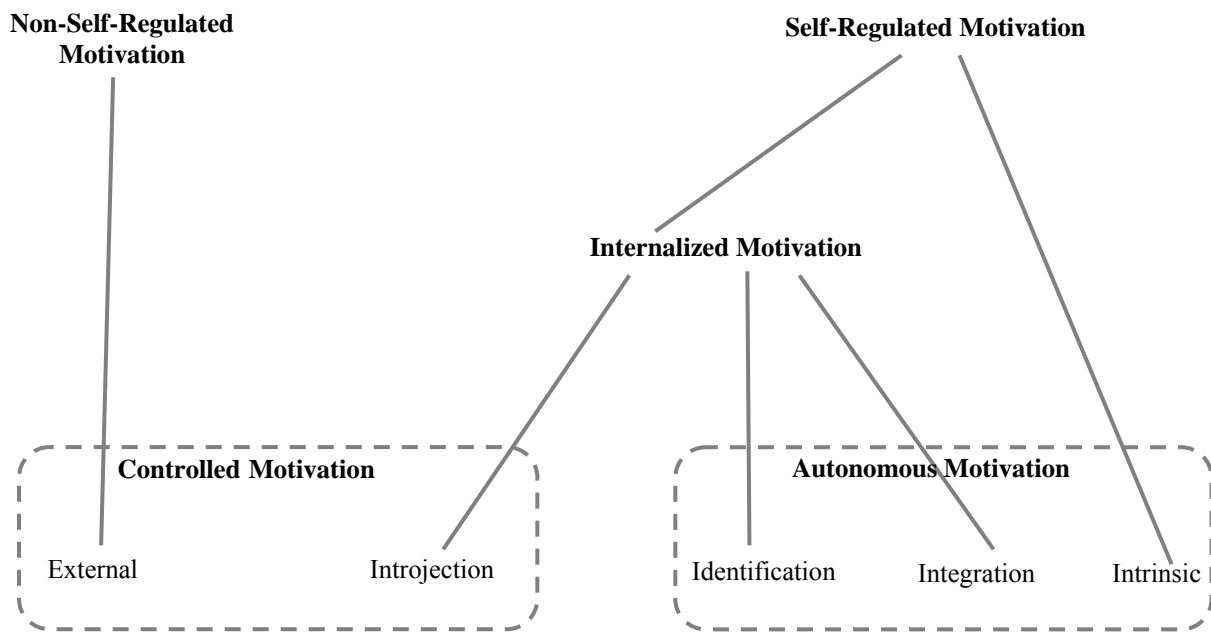 Non-Self-Regulated
Motivation
Self-Regulated Motivation
Internalized Motivation
Controlled Motivation
Autonomous Motivation
External
Introjection
Identification
Integration
Intrinsic